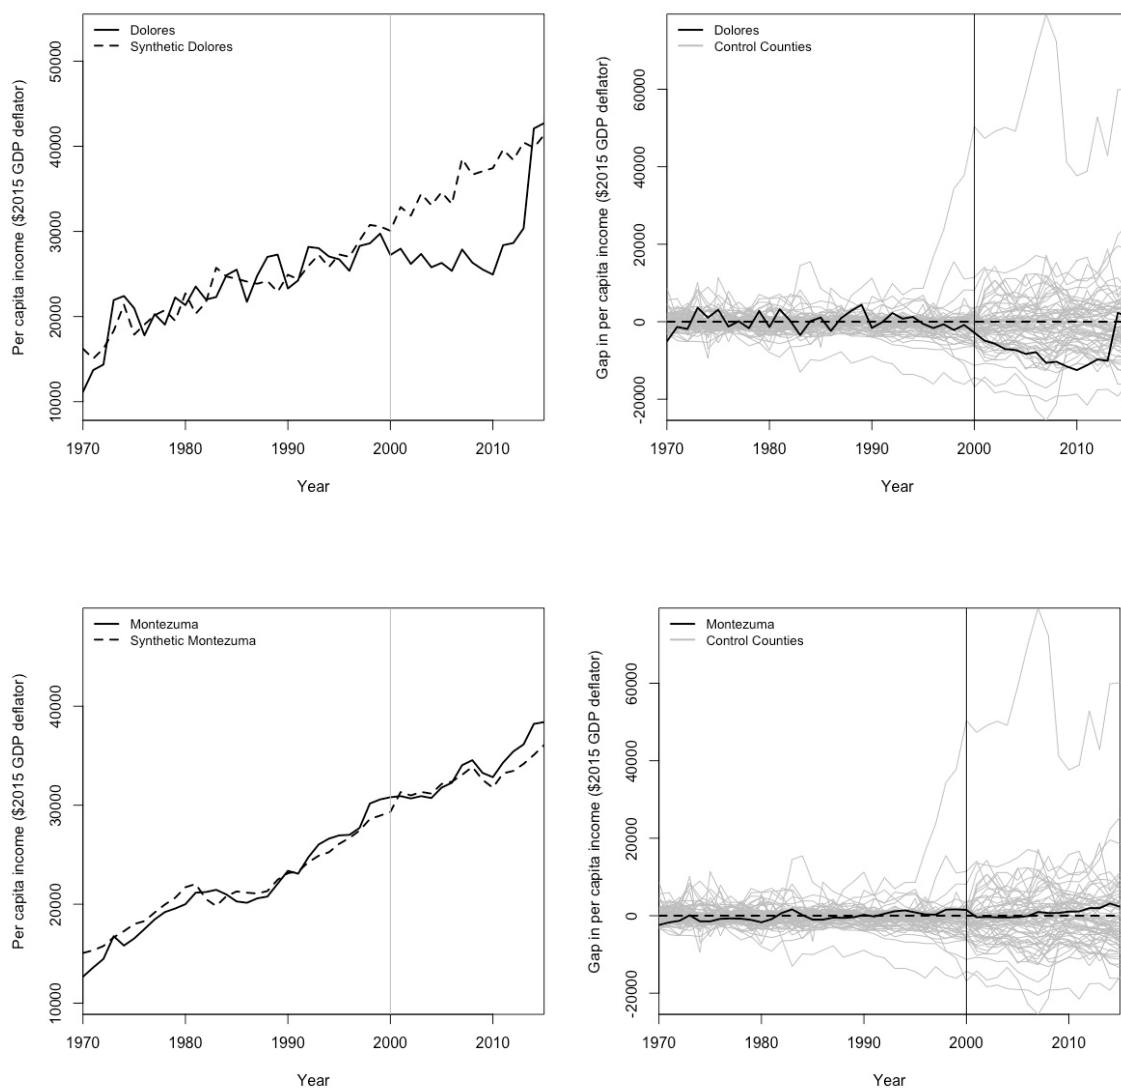 Dolores
Synthetic Dolores
Per capita income ($2015 GDP deflator)
50000
40000
30000
20000
10000
1970
1980
1990
2000
2010
Year
Dolores
Control Counties
Gap in per capita income ($2015 GDP deflator)
60000
40000
20000
0
-20000
1970
1980
1990
2000
2010
Year
Montezuma
Synthetic Montezuma
Per capita income ($2015 GDP deflator)
40000
30000
20000
10000
1970
1980
1990
2000
2010
Year
Montezuma
Control Counties
Gap in per capita income ($2015 GDP deflator)
60000
40000
20000
0
-20000
1970
1980
1990
2000
2010
Year